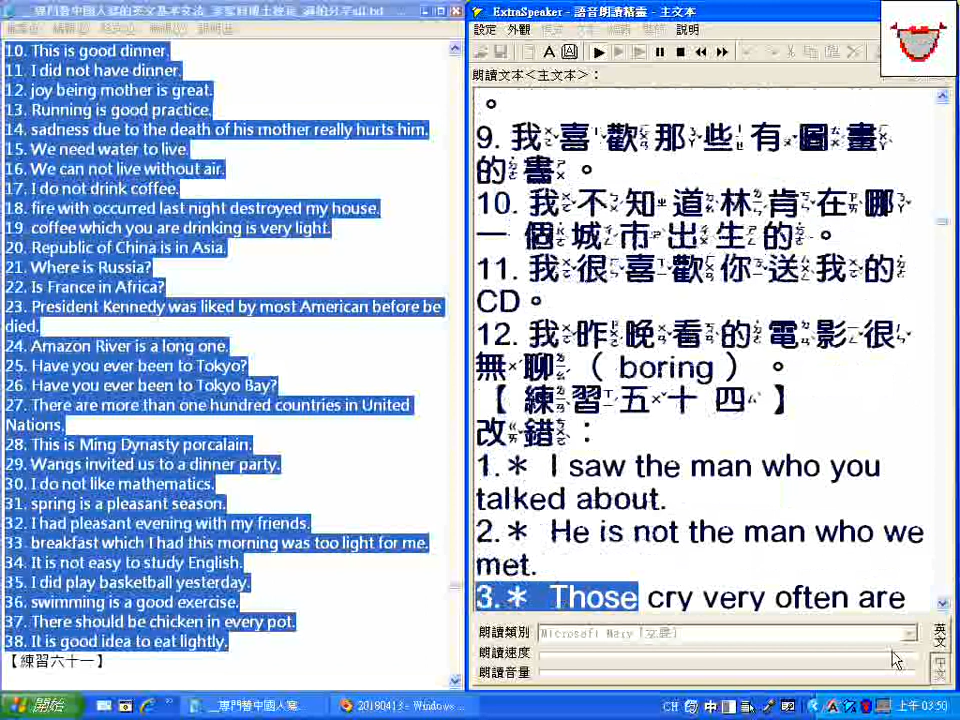 ExtraSpeaker - 語音朗讀精靈 - 主文本
設定 外觀 說明
朗讀文本<主文本>：
10. This is good dinner.
11. I did not have dinner.
12. joy being mother is great.
13. Running is good practice.
14. sadness due to the death of his mother really hurts him.
15. We need water to live.
16. We can not live without air.
17. I do not drink coffee.
18. fire with occurred last night destroyed my house.
19. coffee which you are drinking is very light.
20. Republic of China is in Asia.
21. Where is Russia?
22. Is France in Africa?
23. President Kennedy was liked by most American before be
died.
24. Amazon River is a long one.
25. Have you ever been to Tokyo?
26. Have you ever been to Tokyo Bay?
27. There are more than one hundred countries in United
Nations.
28. This is Ming Dynasty porcalain.
29. Wangs invited us to a dinner party.
30. I do not like mathematics.
31. spring is a pleasant season.
32. I had pleasant evening with my friends.
33. breakfast which I had this morning was too light for me.
34. It is not easy to study English.
35. I did play basketball yesterday.
36. swimming is a good exercise.
37. There should be chicken in every pot.
38. It is good idea to eat lightly.
【練習六十一】
。
9. 我喜歡那些有圖畫
的書。
10. 我不知道林肯在哪
一個城市出生的。
11. 我很喜歡你送我的
CD。
12. 我昨晚看的電影很
無聊（boring）。
【練習五十四】
改錯：
1.＊ I saw the man who you
talked about.
2.＊ He is not the man who we
met.
3.＊ Those cry very often are
朗讀類別 Microsoft Mary [女聲]
朗讀速度
朗讀音量
英文
中文
開始
__專門替中國人寫...
20180413 - Windows...
CH
中
上午 03:50